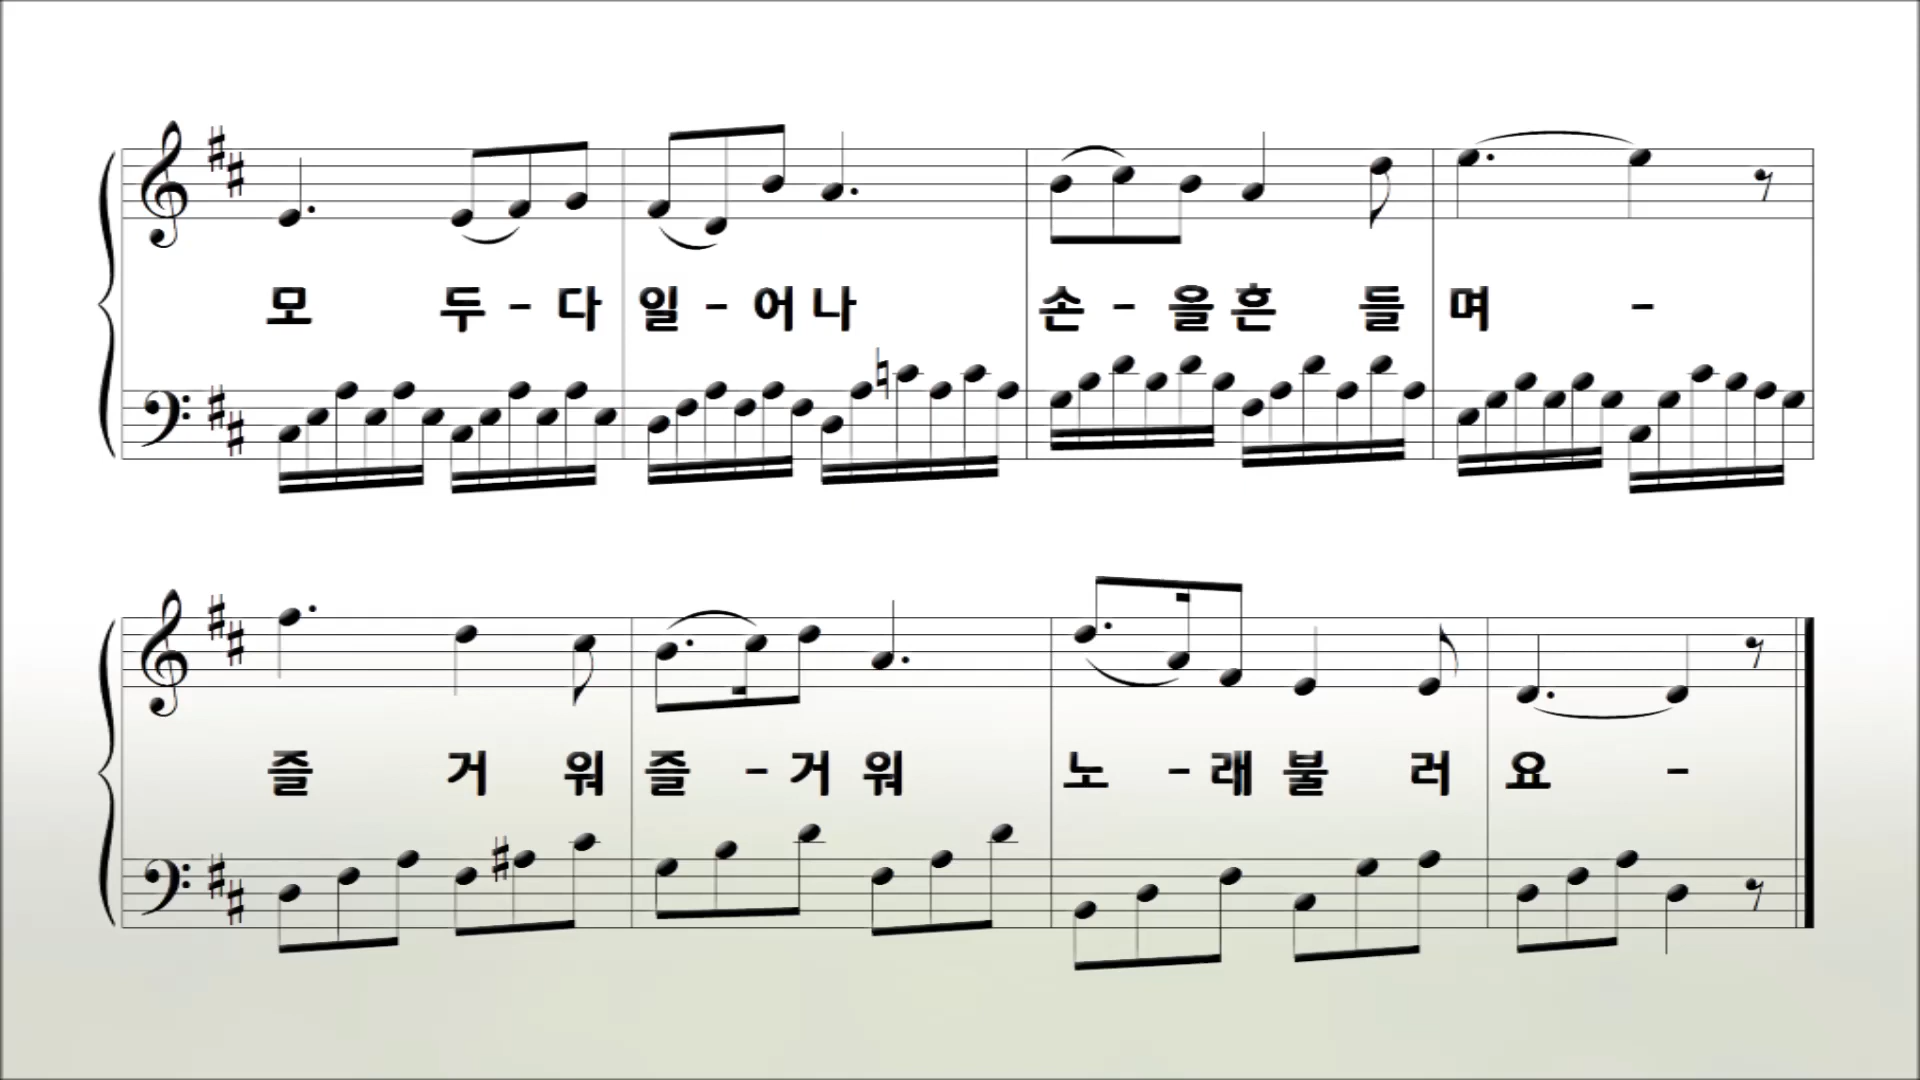 모 두 - 다 일 - 어 나 손 - 을 흔 들 며 -
즐 거 워 즐 - 거 워 노 - 래 불 러 요 -